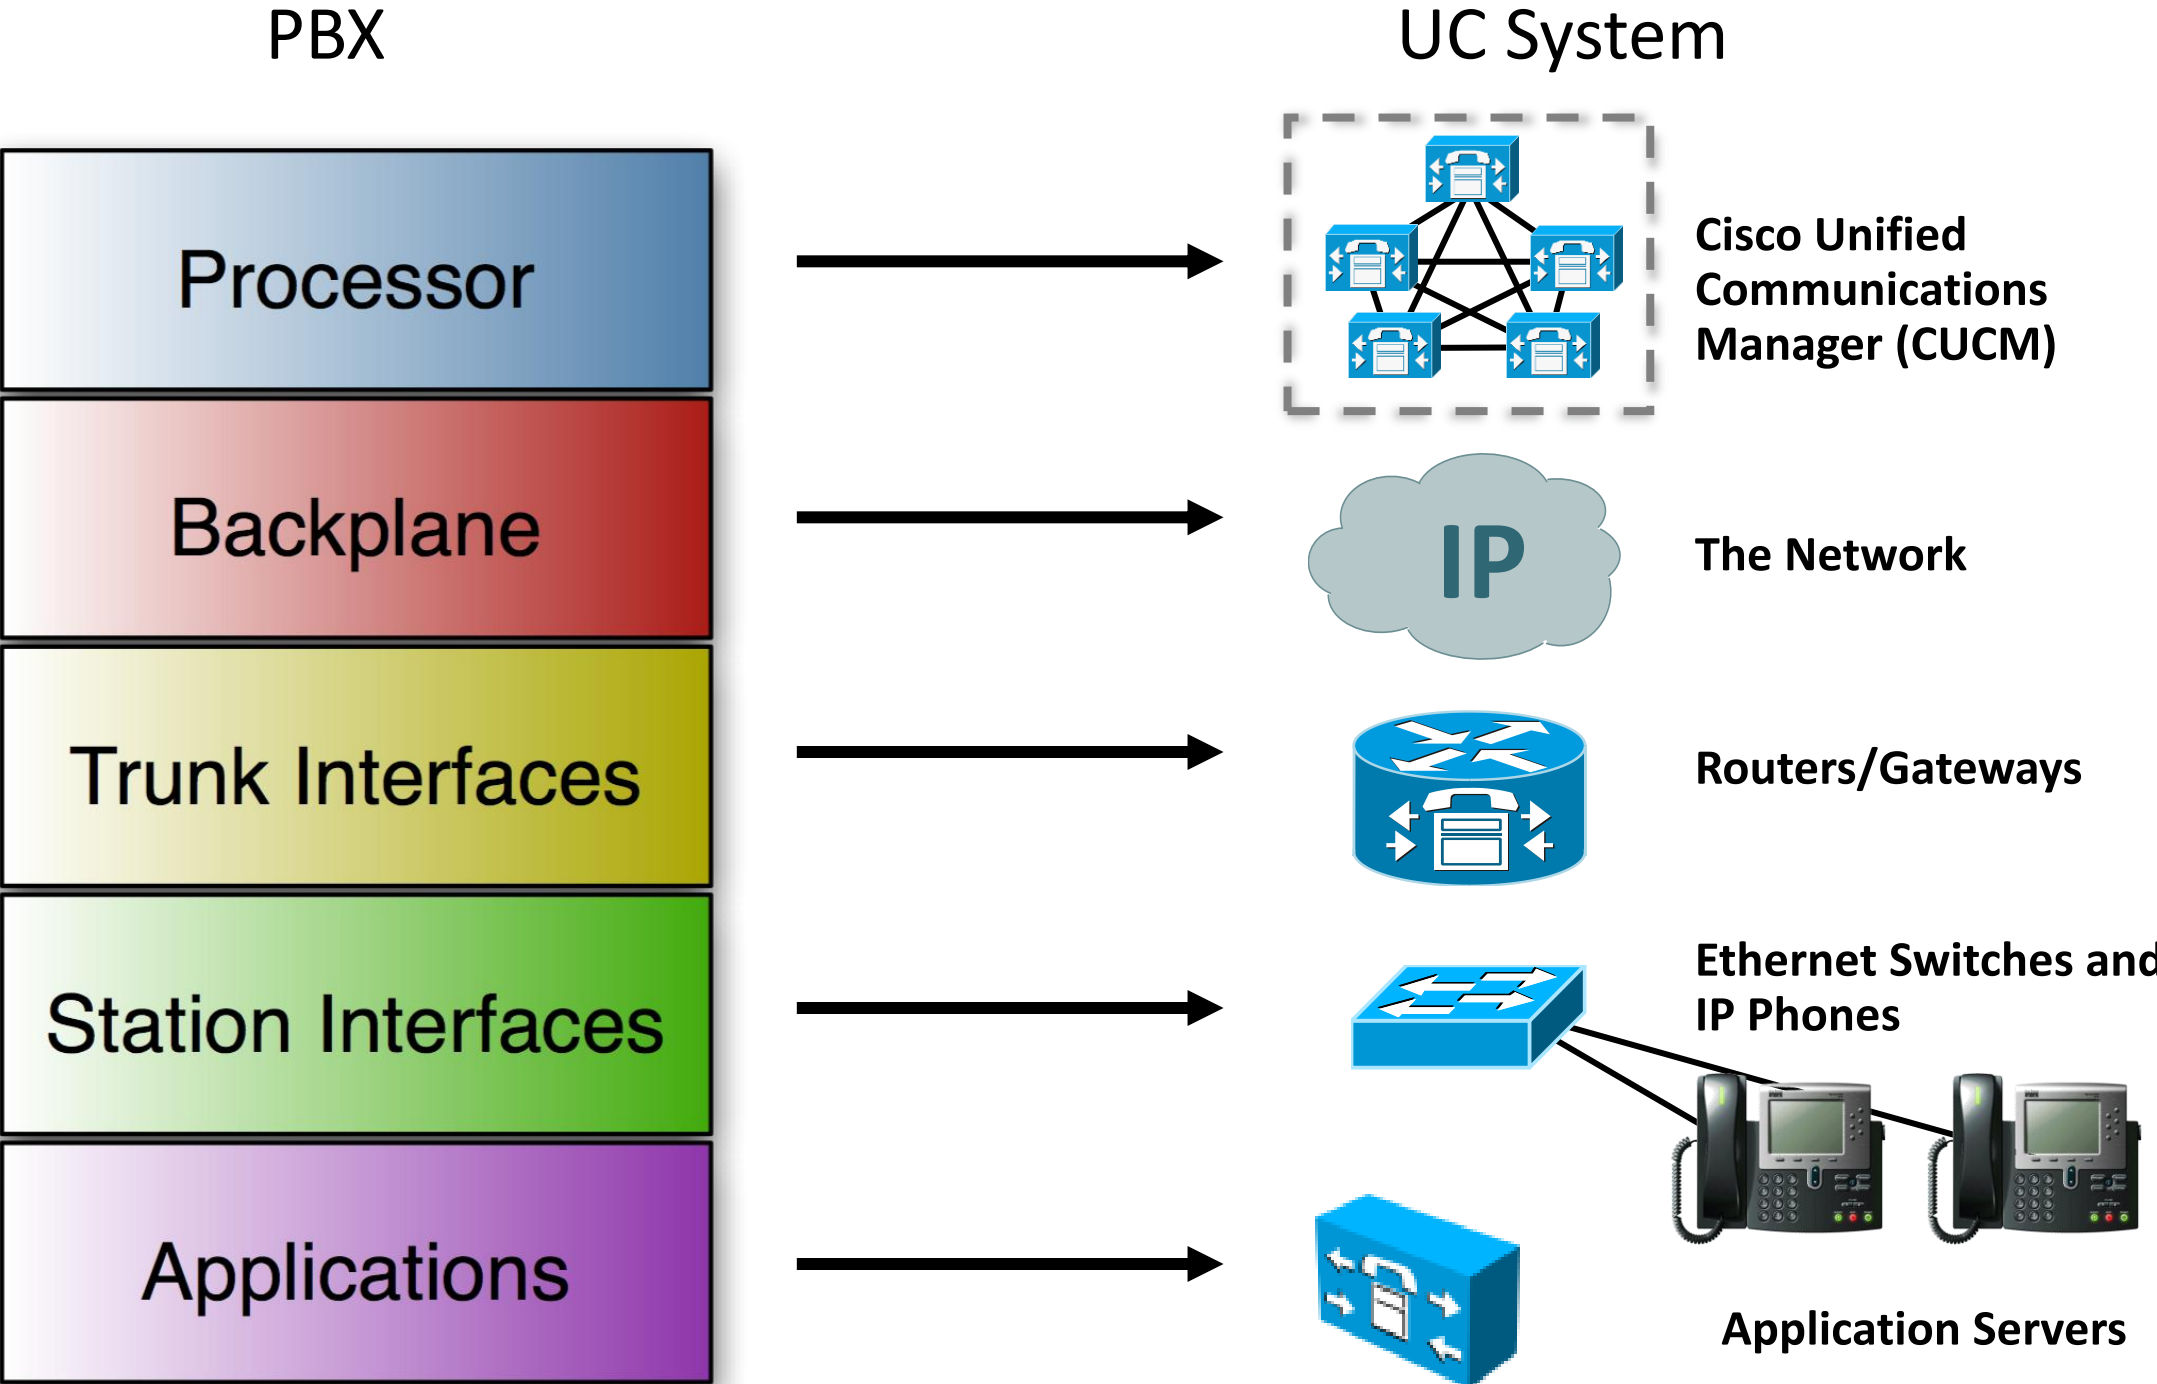 PBX
UC System
Processor
Cisco Unified
Communications
Manager (CUCM)
Backplane
IP
The Network
Trunk Interfaces
Routers/Gateways
Station Interfaces
Ethernet Switches and
IP Phones
Applications
Application Servers